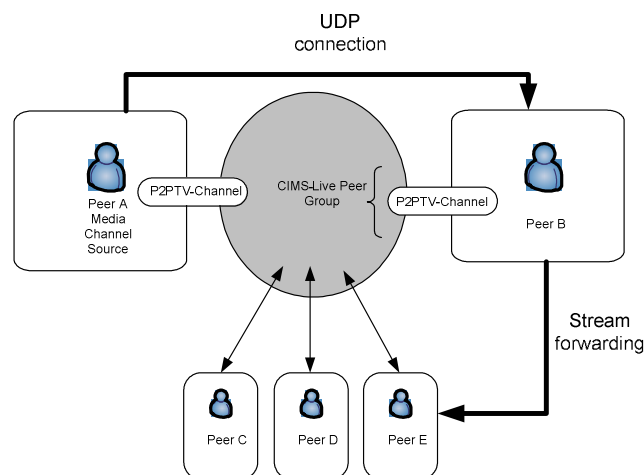 UDP
connection
Peer A
Media
Channel
Source
P2PTV-Channel
CIMS-Live Peer
Group
P2PTV-Channel
Peer B
Stream
forwarding
Peer C
Peer D
Peer E